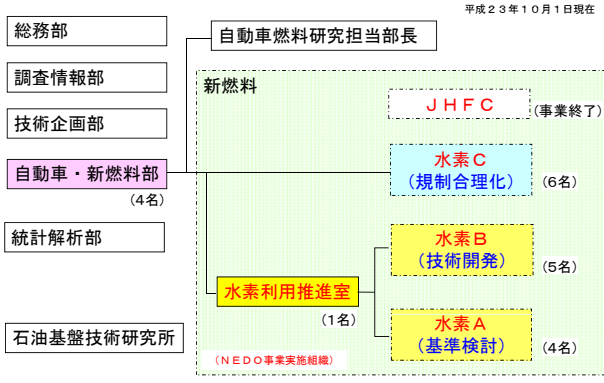 平成２３年１０月１日現在
総務部
自動車燃料研究担当部長
調査情報部
新燃料
ＪＨＦＣ
(事業終了)
技術企画部
自動車・新燃料部
(4名)
水素Ｃ
(規制合理化)
(6名)
統計解析部
水素Ｂ
(技術開発)
(5名)
水素利用推進室
(1名)
石油基盤技術研究所
水素Ａ
(基準検討)
(4名)
(ＮＥＤＯ事業実施組織)